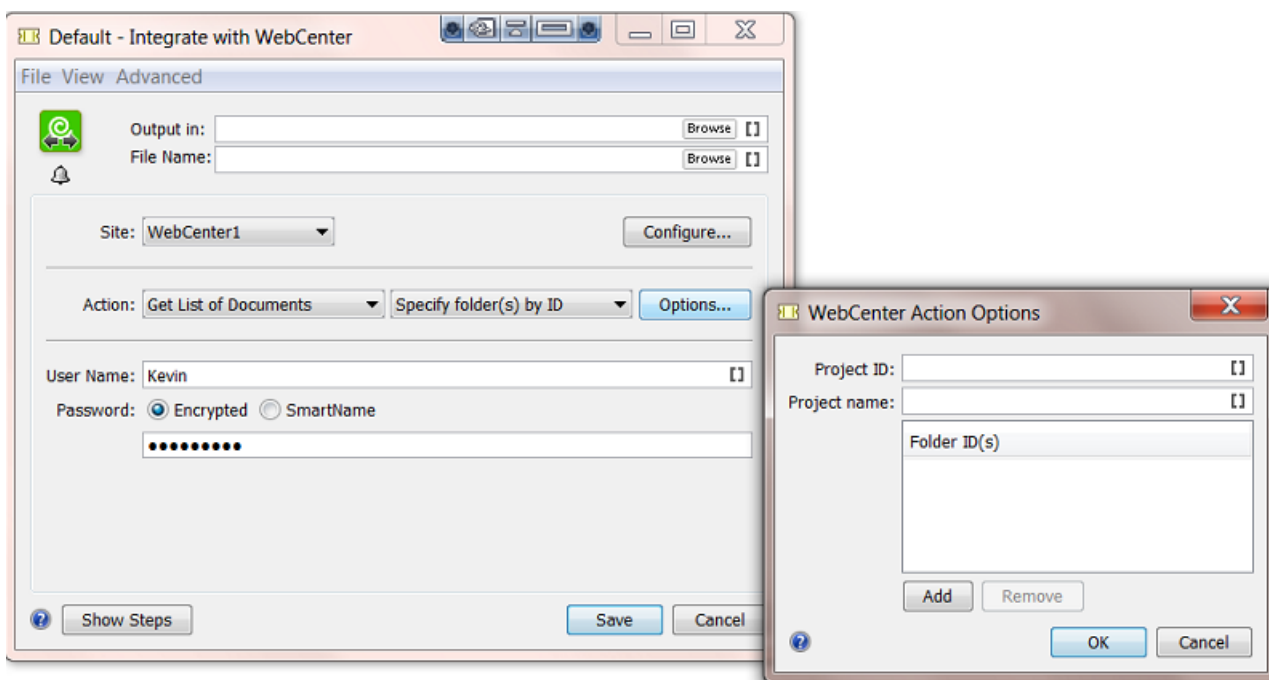 Default - Integrate with WebCenter
File View Advanced
Output in: Browse []
File Name: Browse []
Site: WebCenter1 Configure...
Action: Get List of Documents Specify folder(s) by ID Options...
User Name: Kevin []
Password: Encrypted SmartName
●●●●●●●●●
Show Steps Save Cancel
WebCenter Action Options
Project ID: []
Project name: []
Folder ID(s)
Add Remove
OK Cancel